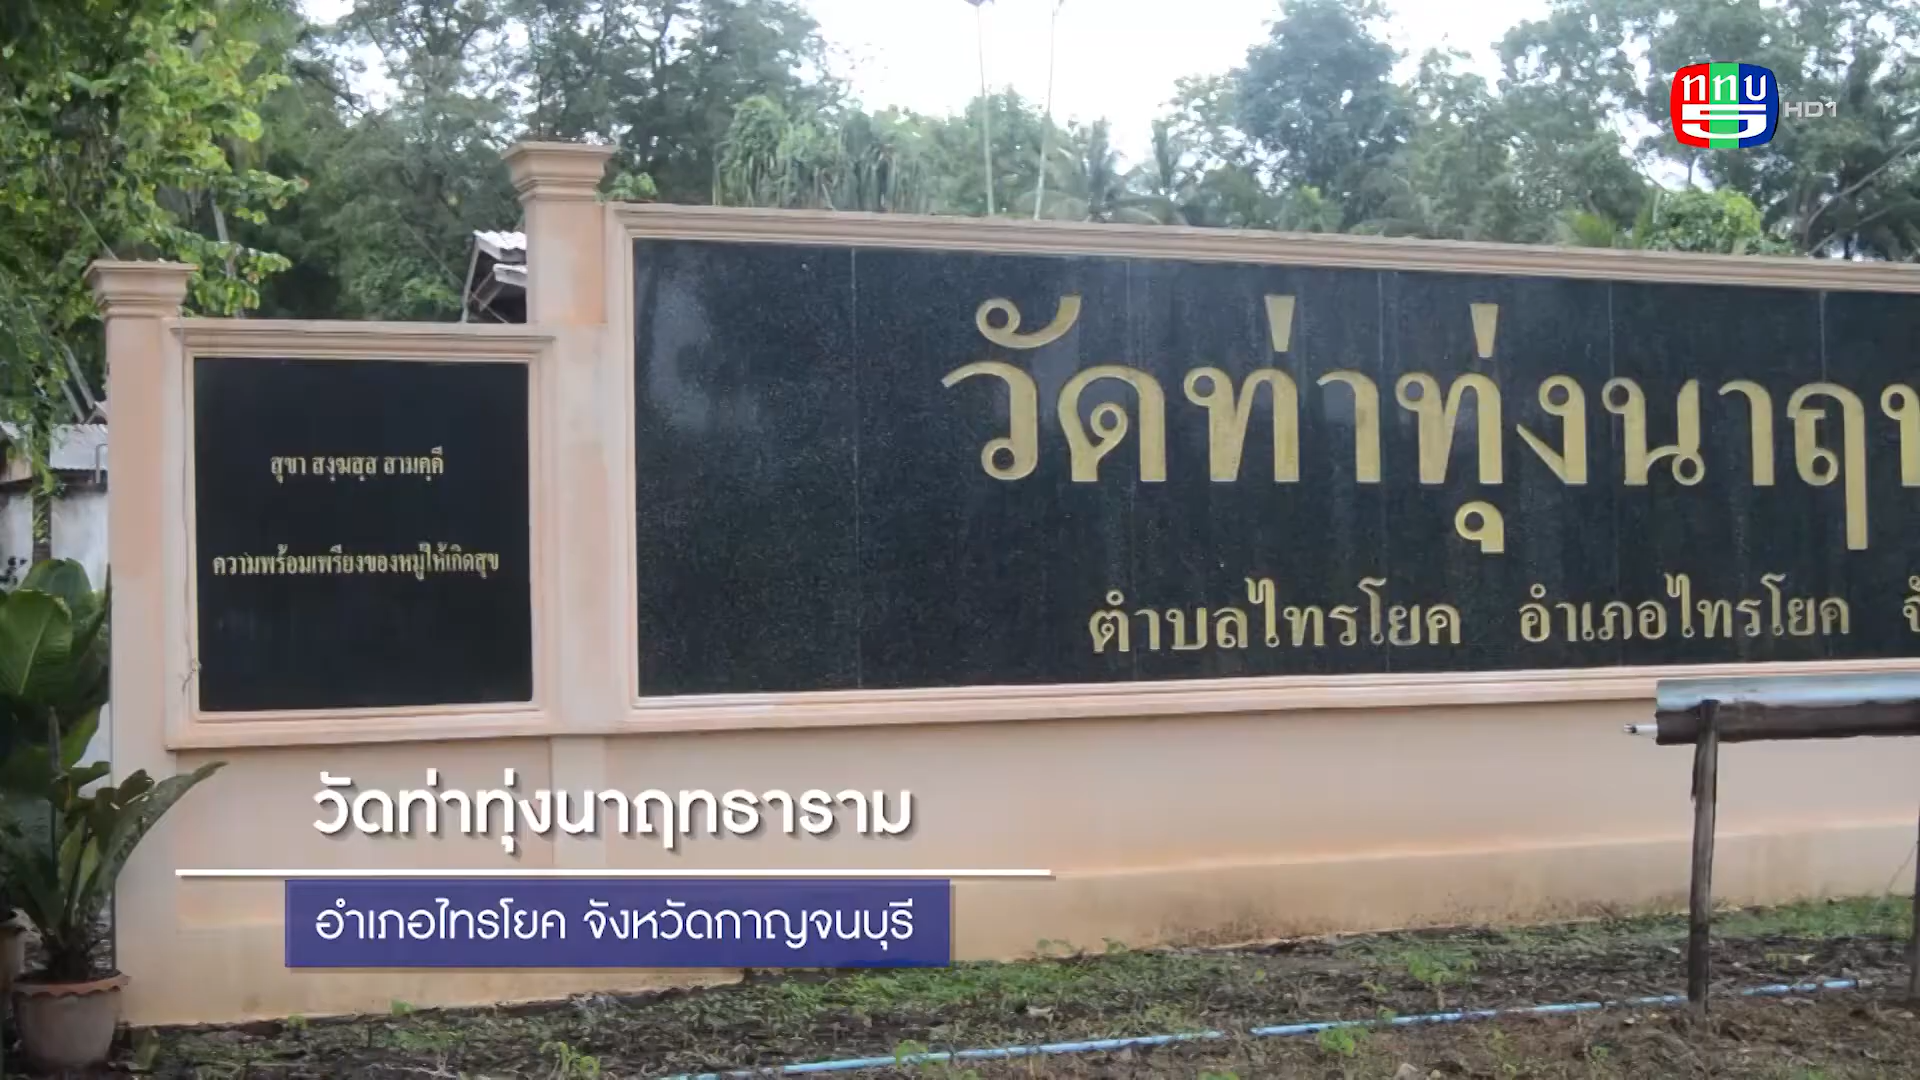 ททบ 5 HD1
วัดท่าทุ่งนาฤท
ตำบลไทรโยค อำเภอไทรโยค จั
สุขา สงฺฆสฺส สามคฺคี
ความพร้อมเพรียงของหมู่ให้เกิดสุข
วัดท่าทุ่งนาฤทธาราม
อำเภอไทรโยค จังหวัดกาญจนบุรี